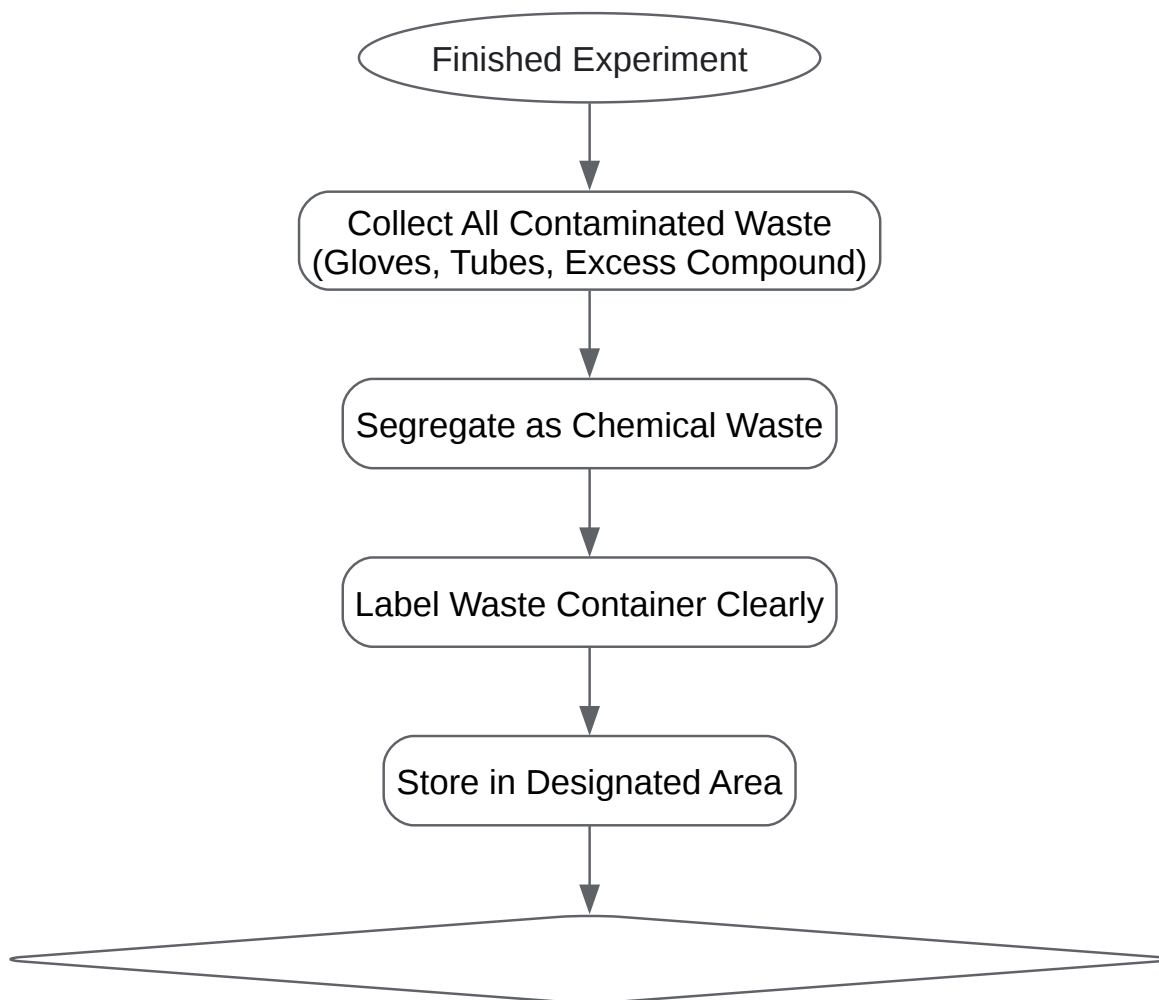 Finished Experiment
Collect All Contaminated Waste
(Gloves, Tubes, Excess Compound)
Segregate as Chemical Waste
Label Waste Container Clearly
Store in Designated Area